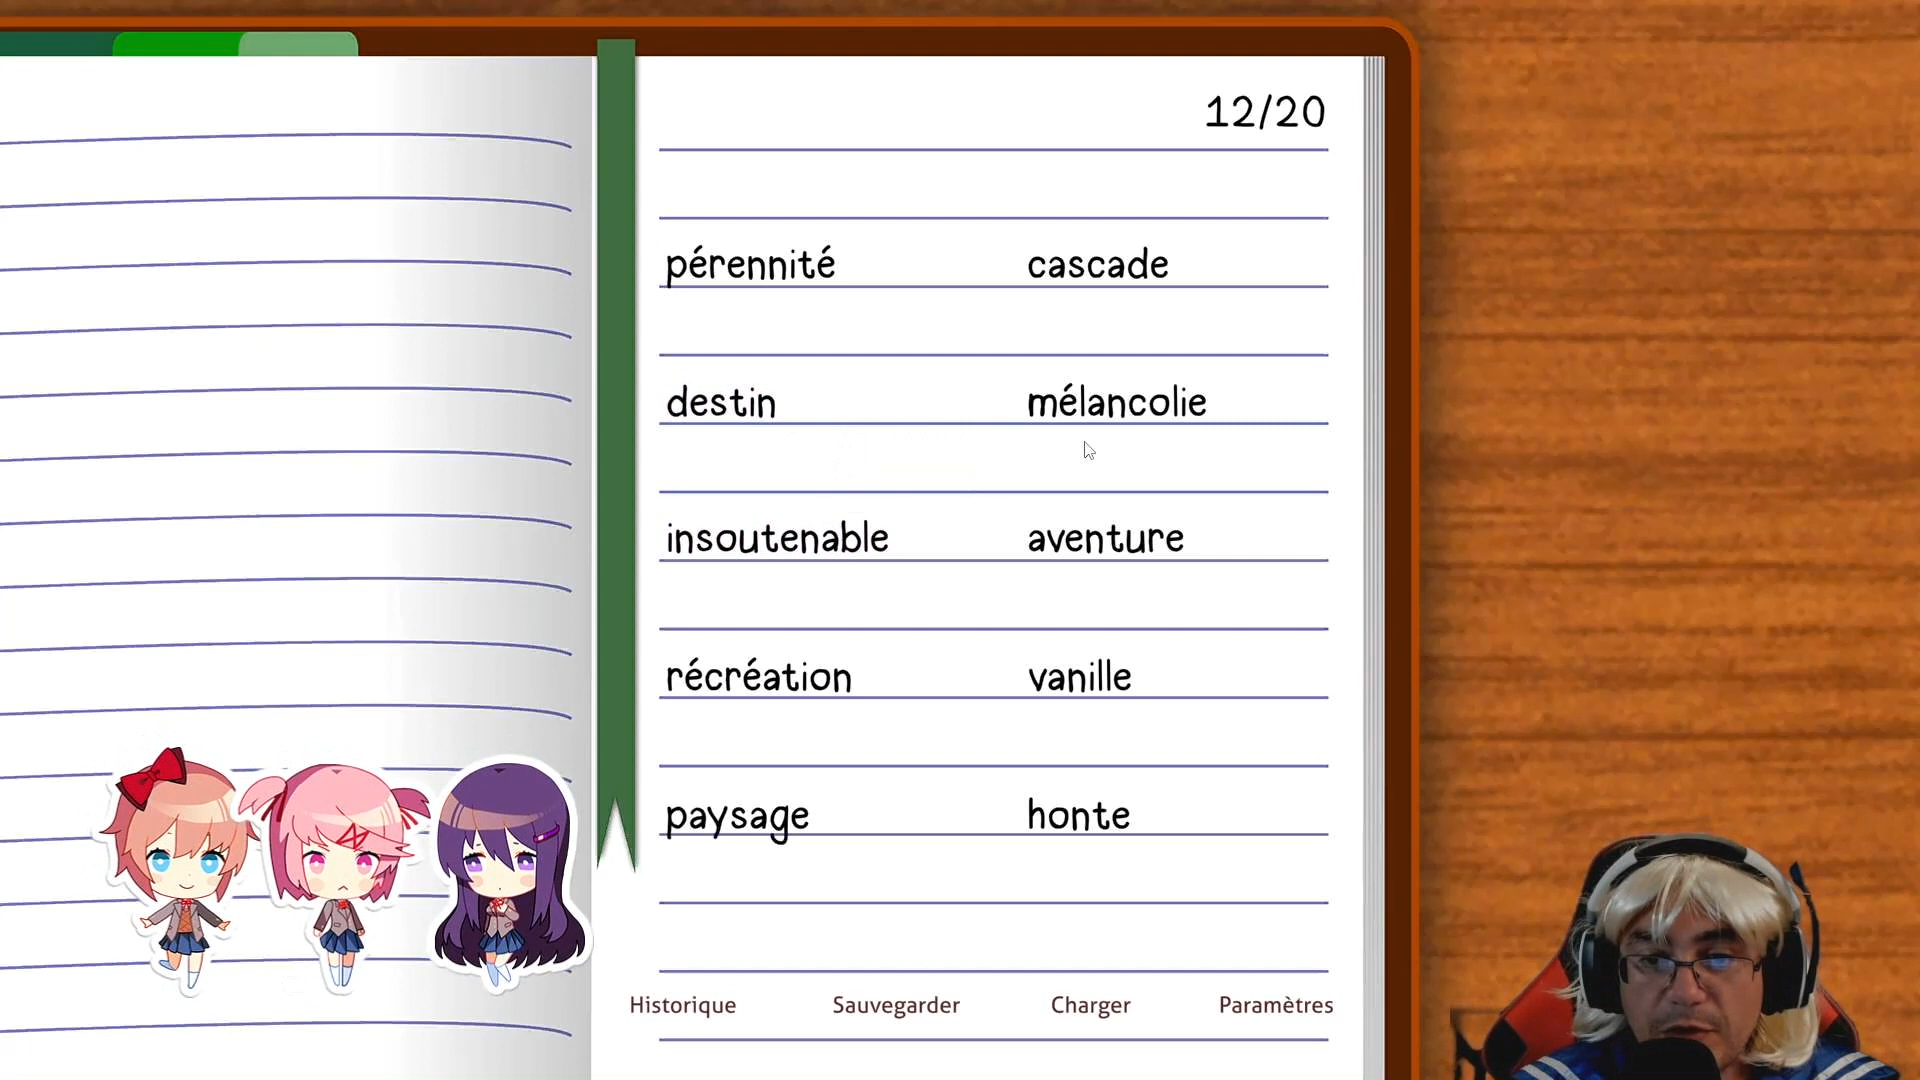 12/20
pérennité cascade
destin mélancolie
insoutenable aventure
récréation vanille
paysage honte
Historique Sauvegarder Charger Paramètres